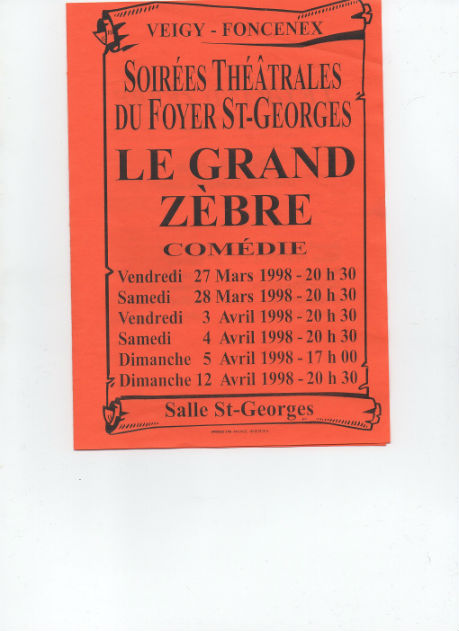 VEIGY - FONCENEX
SOIRÉES THÉÂTRALES
DU FOYER ST-GEORGES
LE GRAND
ZÈBRE
COMÉDIE
Vendredi 27 Mars 1998 - 20 h 30
Samedi 28 Mars 1998 - 20 h 30
Vendredi 3 Avril 1998 - 20 h 30
Samedi 4 Avril 1998 - 20 h 30
Dimanche 5 Avril 1998 - 17 h 00
Dimanche 12 Avril 1998 - 20 h 30
Salle St-Georges